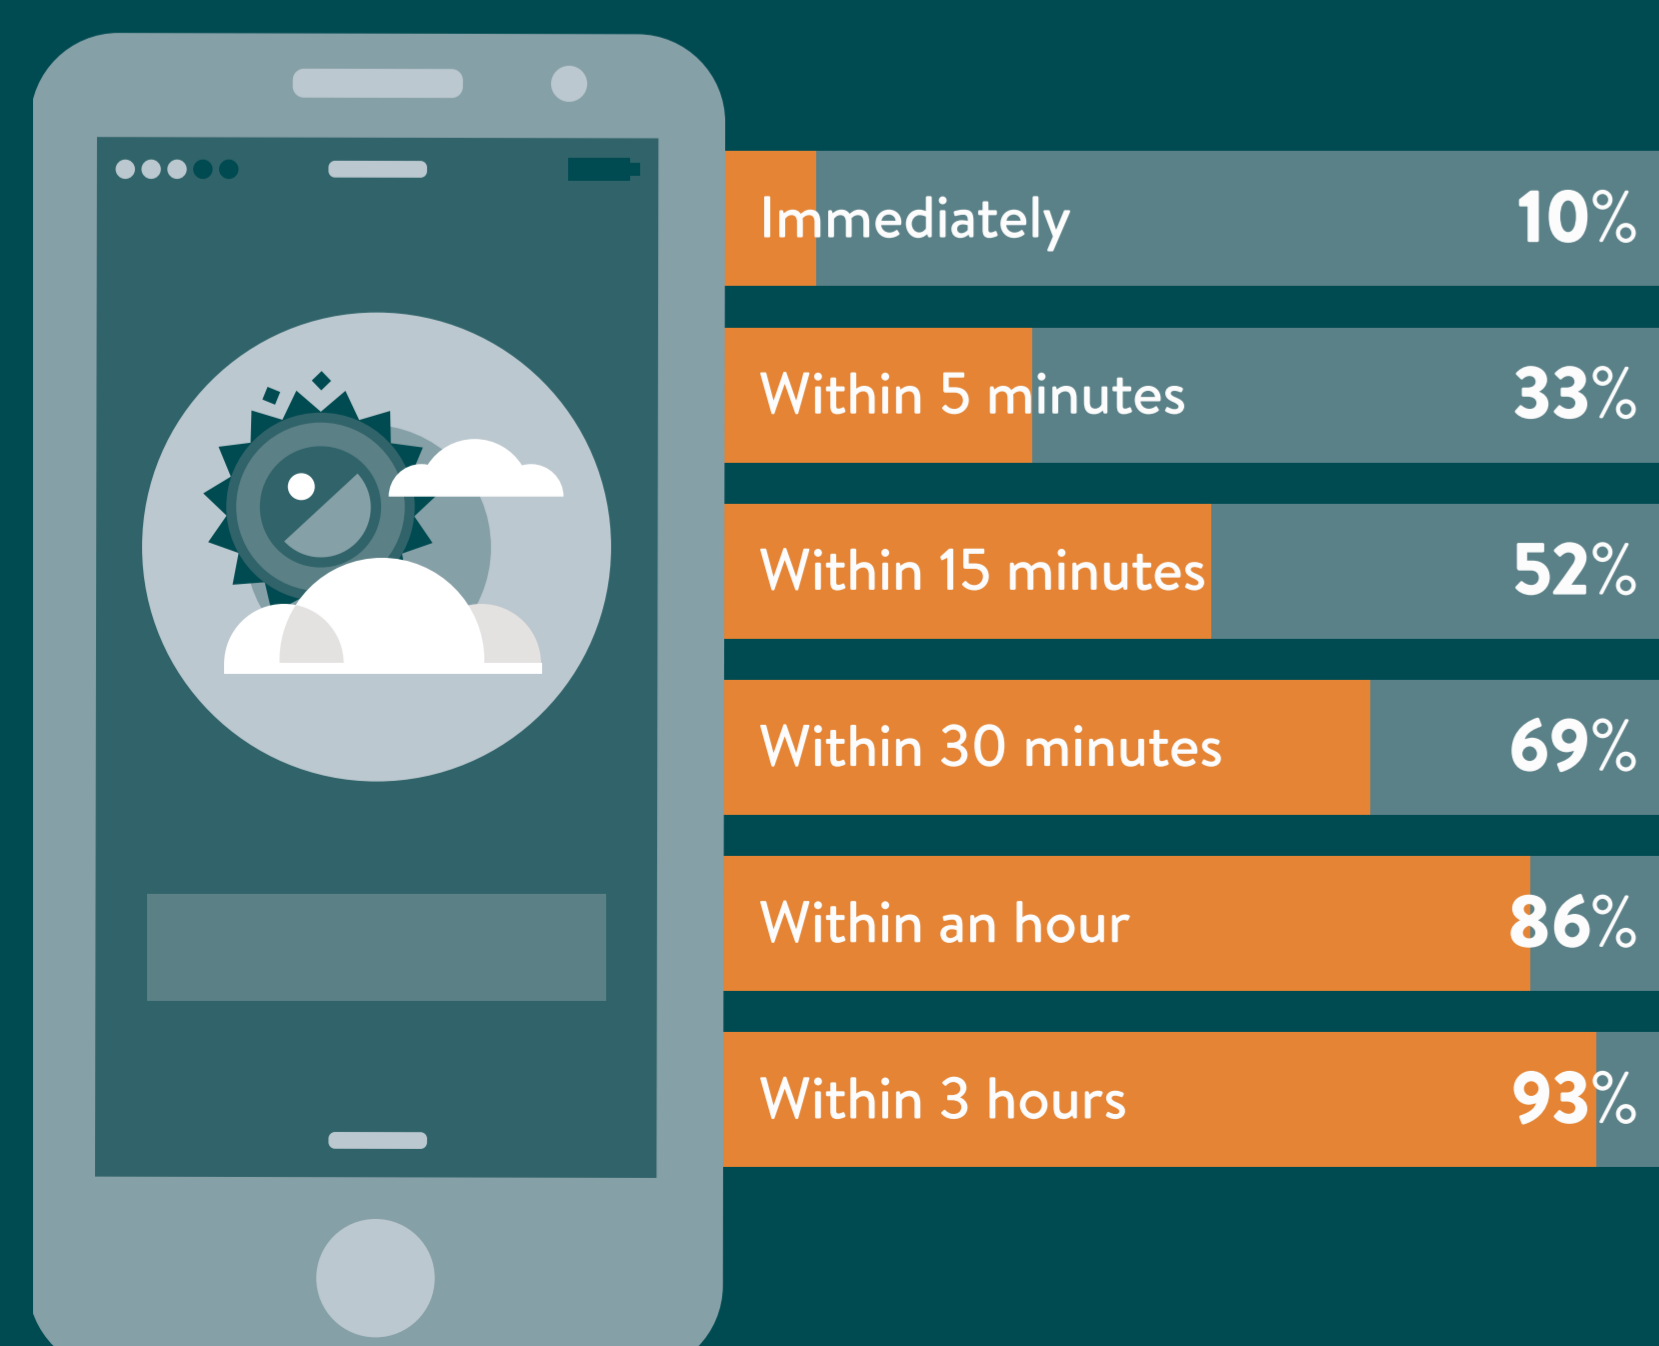 Immediately 10%
Within 5 minutes 33%
Within 15 minutes 52%
Within 30 minutes 69%
Within an hour 86%
Within 3 hours 93%